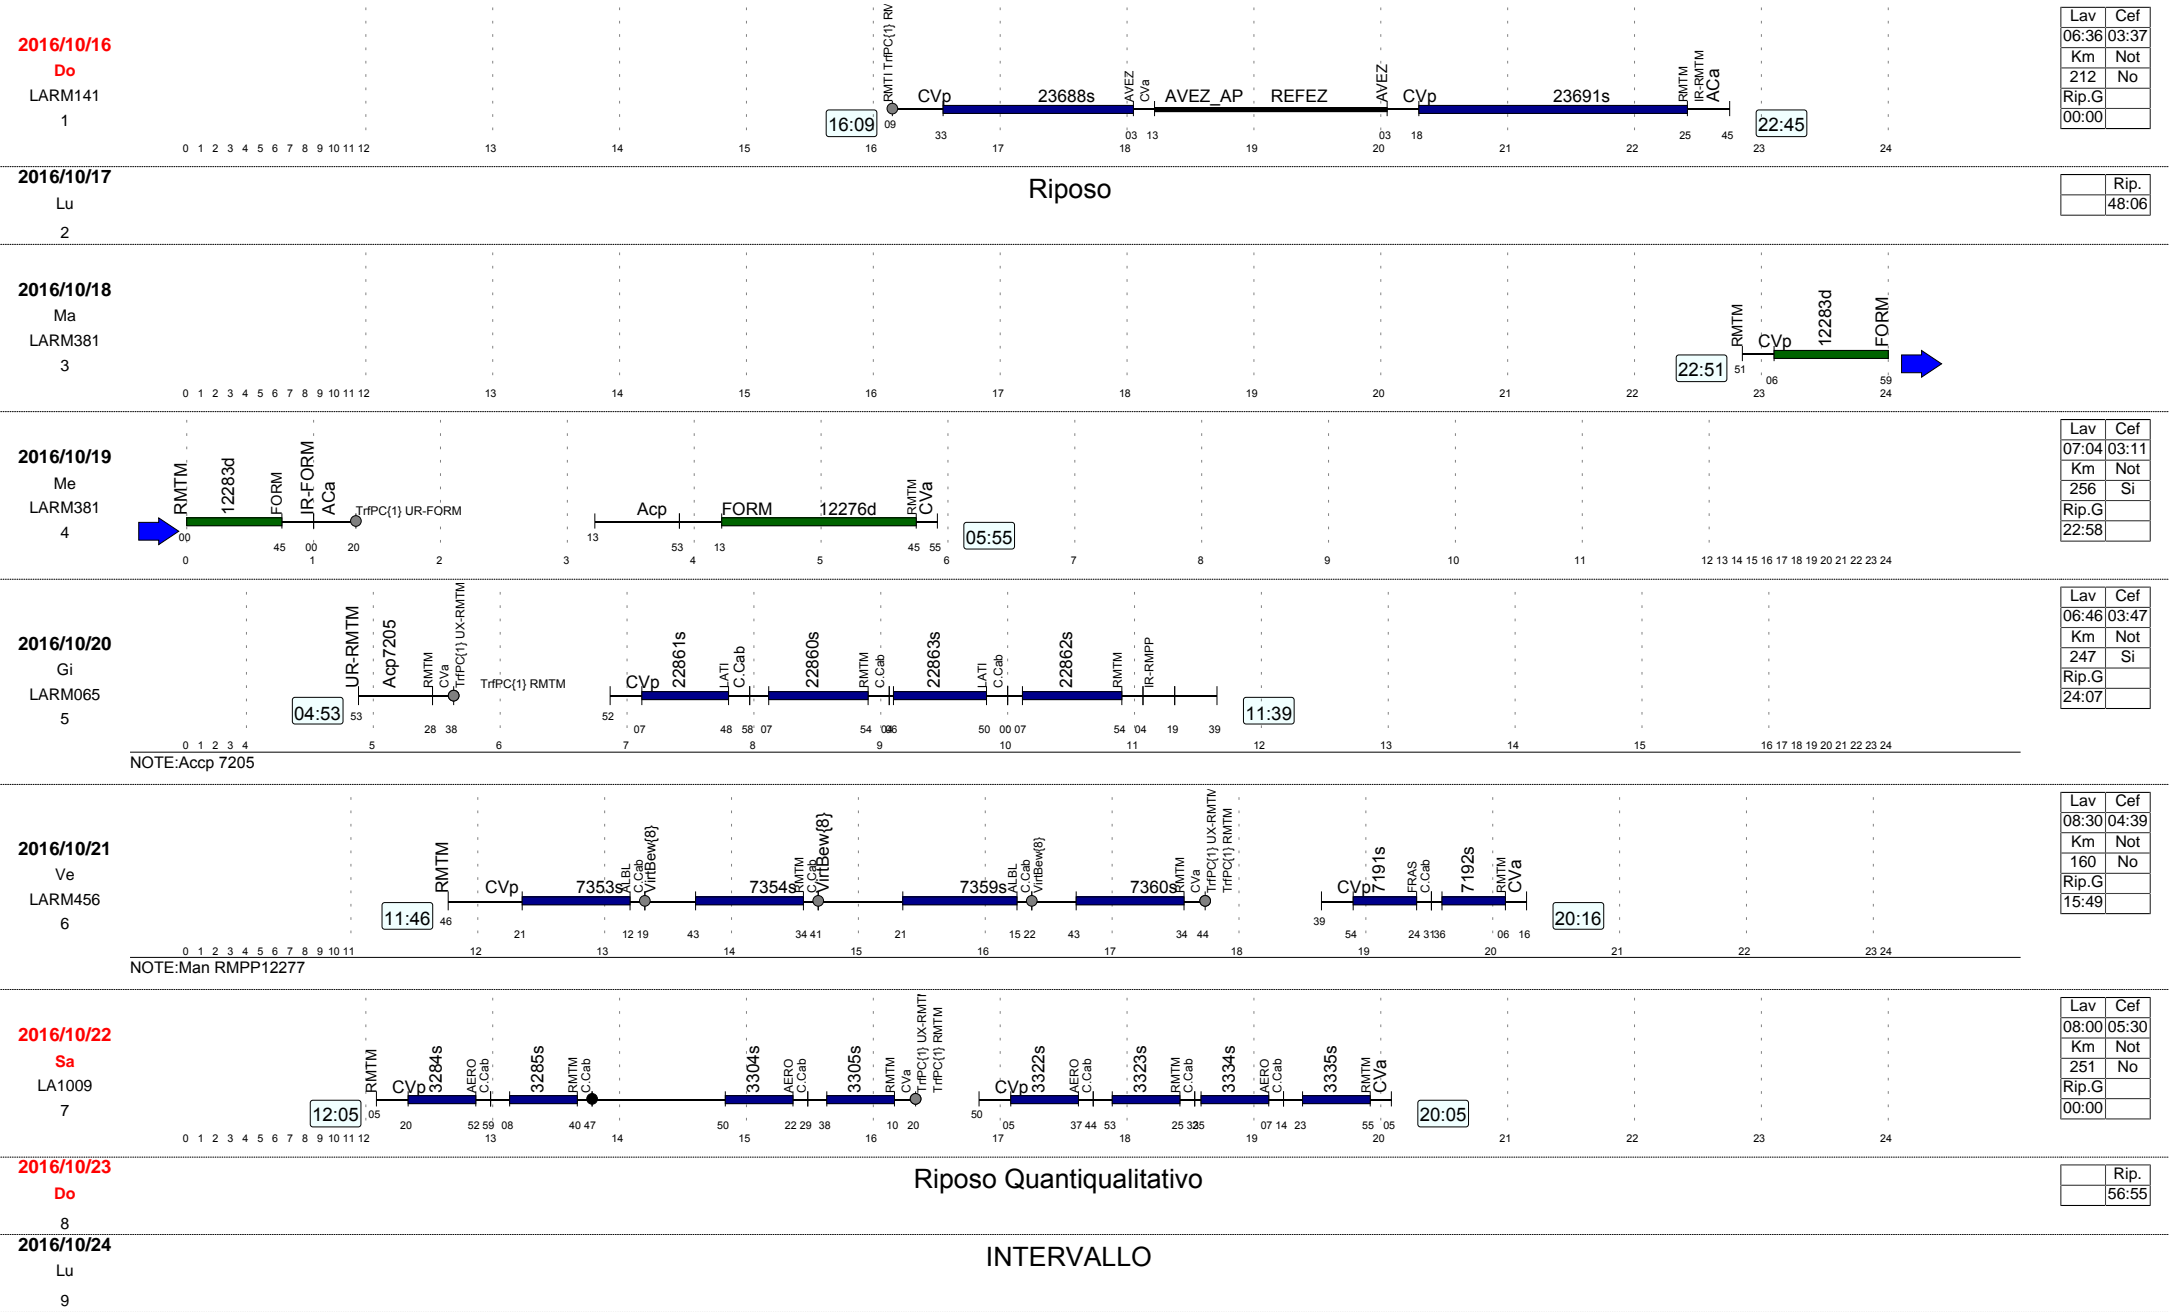 2016/10/16
Do
LARM141
1
16:09
RMTI TrfPC{1} RM
CVp
23688s
AVEZ
CVa
AVEZ_AP
REFEZ
AVEZ
CVp
23691s
RMTM
IR-RMTM
ACa
22:45
09 33 03 13 03 18 25 45
0 1 2 3 4 5 6 7 8 9 10 11 12 13 14 15 16 17 18 19 20 21 22 23 24
Lav Cef
06:36 03:37
Km Not
212 No
Rip.G
00:00
2016/10/17
Lu
2
Riposo
Rip.
48:06
2016/10/18
Ma
LARM381
3
22:51
RMTM
CVp
12283d
FORM
51 06 59
0 1 2 3 4 5 6 7 8 9 10 11 12 13 14 15 16 17 18 19 20 21 22 23 24
2016/10/19
Me
LARM381
4
RMTM
12283d
FORM
IR-FORM
ACa
TrfPC{1} UR-FORM
Acp
FORM
12276d
RMTM
CVa
05:55
00 45 00 20 13 53 13 45 55
0 1 2 3 4 5 6 7 8 9 10 11 12 13 14 15 16 17 18 19 20 21 22 23 24
Lav Cef
07:04 03:11
Km Not
256 Si
Rip.G
22:58
2016/10/20
Gi
LARM065
5
04:53
UR-RMTM
Acp7205
RMTM
CVa
TrfPC{1} UX-RMTM
TrfPC{1} RMTM
CVp
22861s
LATI
C.Cab
22860s
RMTM
C.Cab
22863s
LATI
C.Cab
22862s
RMTM
IR-RMPP
11:39
53 28 38 52 07 48 58 07 54 04 06 50 00 07 54 04 19 39
0 1 2 3 4 5 6 7 8 9 10 11 12 13 14 15 16 17 18 19 20 21 22 23 24
NOTE:Accp 7205
Lav Cef
06:46 03:47
Km Not
247 Si
Rip.G
24:07
2016/10/21
Ve
LARM456
6
11:46
RMTM
CVp
7353s
ALBL
C.Cab
VirtBew{8}
7354s
RMTM
C.Cab
VirtBew{8}
7359s
ALBL
C.Cab
VirtBew{8}
7360s
RMTM
CVa
TrfPC{1} UX-RMTM
TrfPC{1} RMTM
CVp
7191s
FRAS
C.Cab
7192s
RMTM
CVa
20:16
46 21 12 19 43 34 41 21 15 22 43 34 44 39 54 24 31 36 06 16
0 1 2 3 4 5 6 7 8 9 10 11 12 13 14 15 16 17 18 19 20 21 22 23 24
NOTE:Man RMPP12277
Lav Cef
08:30 04:39
Km Not
160 No
Rip.G
15:49
2016/10/22
Sa
LA1009
7
12:05
RMTM
CVp
3284s
AERO
C.Cab
3285s
RMTM
C.Cab
3304s
AERO
C.Cab
3305s
RMTM
CVa
TrfPC{1} UX-RMTM
TrfPC{1} RMTM
CVp
3322s
AERO
C.Cab
3323s
RMTM
C.Cab
3334s
AERO
C.Cab
3335s
RMTM
CVa
20:05
05 20 52 59 08 40 47 50 22 29 38 10 20 50 05 37 44 53 25 32 35 07 14 23 55 05
0 1 2 3 4 5 6 7 8 9 10 11 12 13 14 15 16 17 18 19 20 21 22 23 24
Lav Cef
08:00 05:30
Km Not
251 No
Rip.G
00:00
2016/10/23
Do
8
Riposo Quantiqualitativo
Rip.
56:55
2016/10/24
Lu
9
INTERVALLO